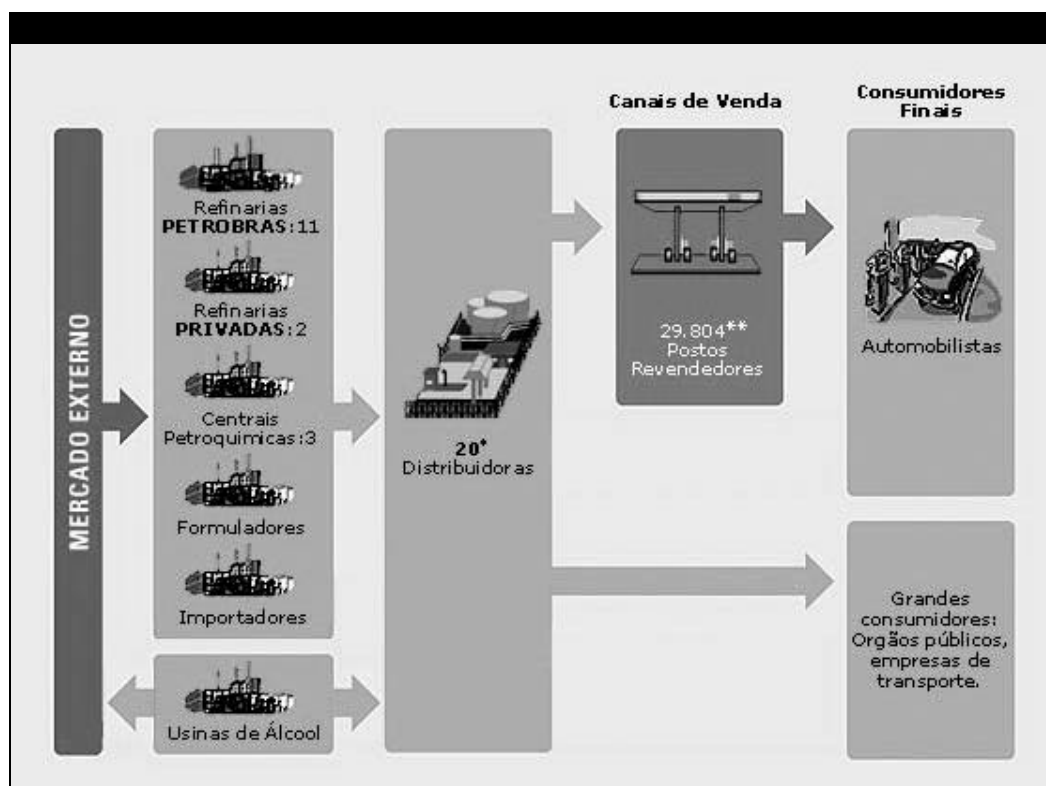 Canais de Venda
Consumidores
Finais
MERCADO EXTERNO
Refinarias
PETROBRAS:11
Refinarias
PRIVADAS:2
Centrais
Petroquimicas:3
Formuladores
Importadores
Usinas de Álcool
20*
Distribuidoras
29.804**
Postos
Revendedores
Automobilistas
Grandes
consumidores:
Orgãos públicos,
empresas de
transporte.